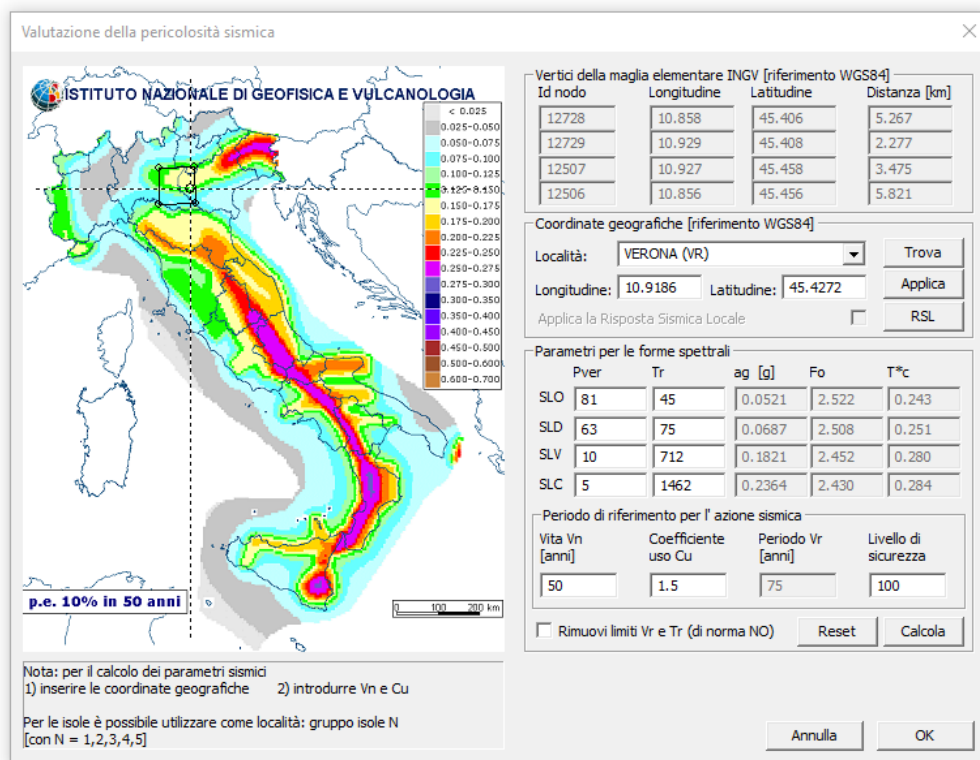 Valutazione della pericolosità sismica
ISTITUTO NAZIONALE DI GEOFISICA E VULCANOLOGIA
< 0.025
0.025-0.050
0.050-0.075
0.075-0.100
0.100-0.125
0.125-0.150
0.150-0.175
0.175-0.200
0.200-0.225
0.225-0.250
0.250-0.275
0.275-0.300
0.300-0.350
0.350-0.400
0.400-0.450
0.450-0.500
0.500-0.600
0.600-0.700
p.e. 10% in 50 anni
0 100 200 km
Nota: per il calcolo dei parametri sismici
1) inserire le coordinate geografiche 2) introdurre Vn e Cu
Per le isole è possibile utilizzare come località: gruppo isole N
[con N = 1,2,3,4,5]
Vertici della maglia elementare INGV [riferimento WGS84]
Id nodo Longitudine Latitudine Distanza [km]
12728 10.858 45.406 5.267
12729 10.929 45.408 2.277
12507 10.927 45.458 3.475
12506 10.856 45.456 5.821
Coordinate geografiche [riferimento WGS84]
Località: VERONA (VR) Trova
Longitudine: 10.9186 Latitudine: 45.4272 Applica
Applica la Risposta Sismica Locale RSL
Parametri per le forme spettrali
Pver Tr ag [g] Fo T*c
SLO 81 45 0.0521 2.522 0.243
SLD 63 75 0.0687 2.508 0.251
SLV 10 712 0.1821 2.452 0.280
SLC 5 1462 0.2364 2.430 0.284
Periodo di riferimento per l' azione sismica
Vita Vn Coefficiente Periodo Vr Livello di
[anni] uso Cu [anni] sicurezza
50 1.5 75 100
Rimuovi limiti Vr e Tr (di norma NO) Reset Calcola
Annulla OK